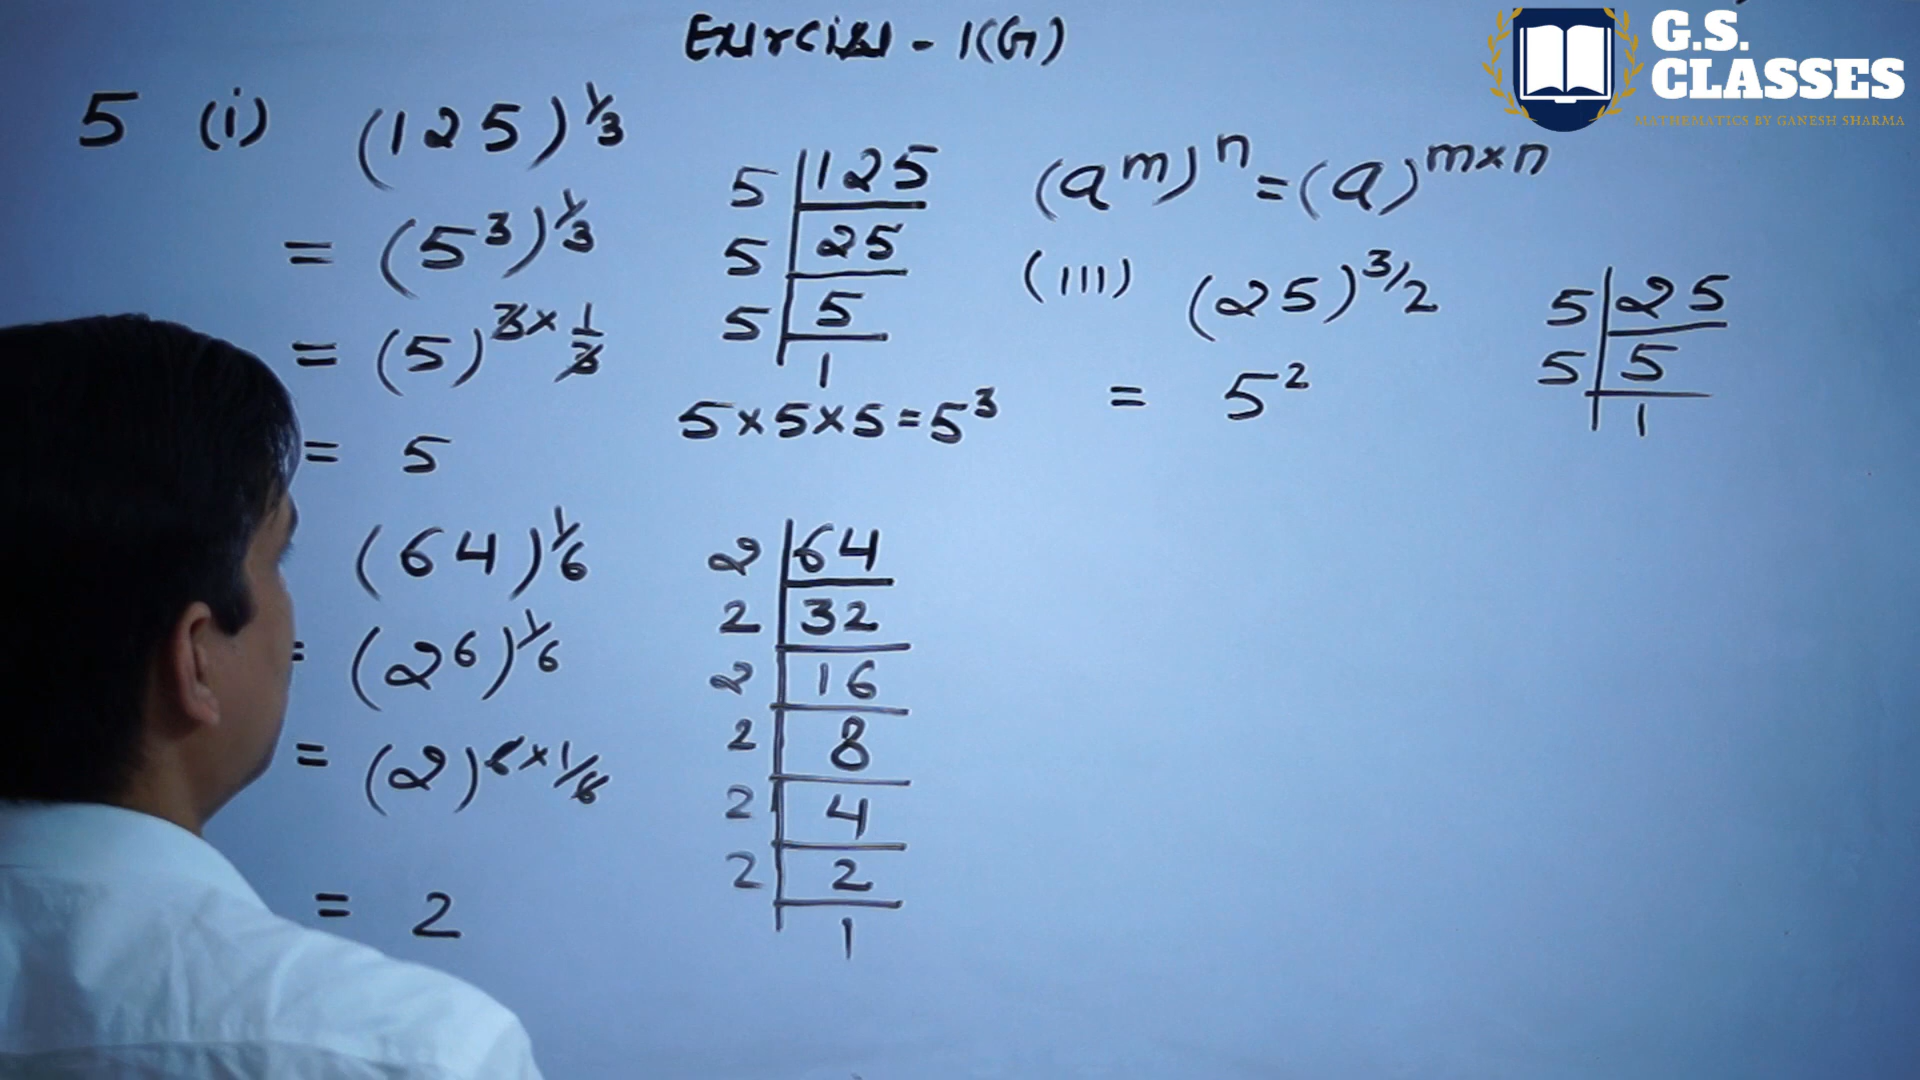 Exercise - 1(G)
G.S.
CLASSES
MATHEMATICS BY GANESH SHARMA
5 (i) (125)^1/3
= (5^3)^1/3
= (5)^3×1/3
= 5
5 | 125
5 | 25
5 | 5
1
5×5×5=5^3
(a^m)^n = (a)^m×n
(III) (25)^3/2
= 5^2
5 | 25
5 | 5
1
(64)^1/6
= (2^6)^1/6
= (2)^6×1/6
= 2
2 | 64
2 | 32
2 | 16
2 | 8
2 | 4
2 | 2
1